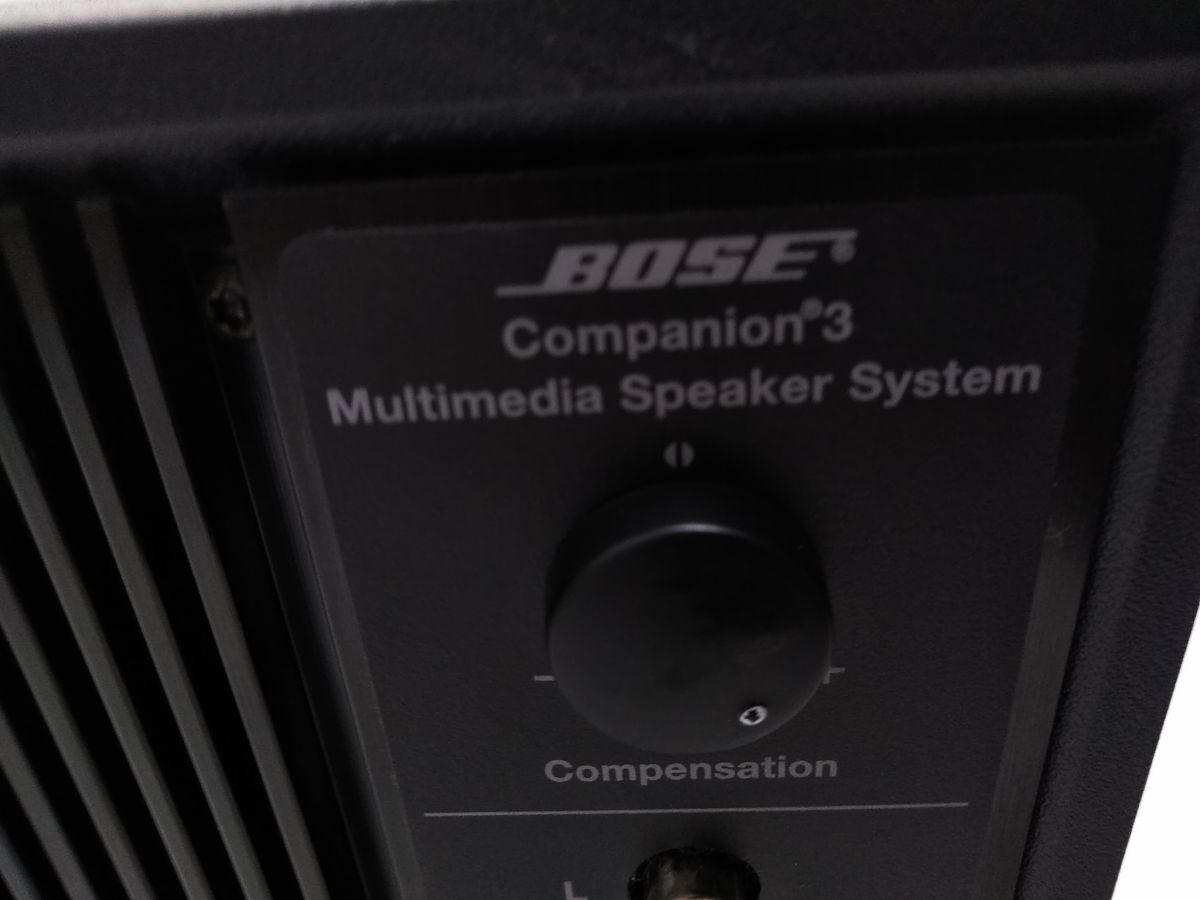 BOSE®
Companion®3
Multimedia Speaker System
- +
Compensation
L